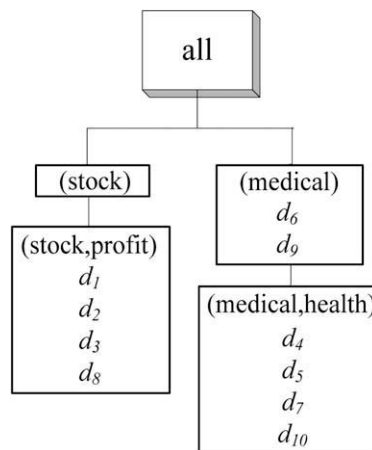 all
(stock)
(stock,profit)
d1
d2
d3
d8
(medical)
d6
d9
(medical,health)
d4
d5
d7
d10